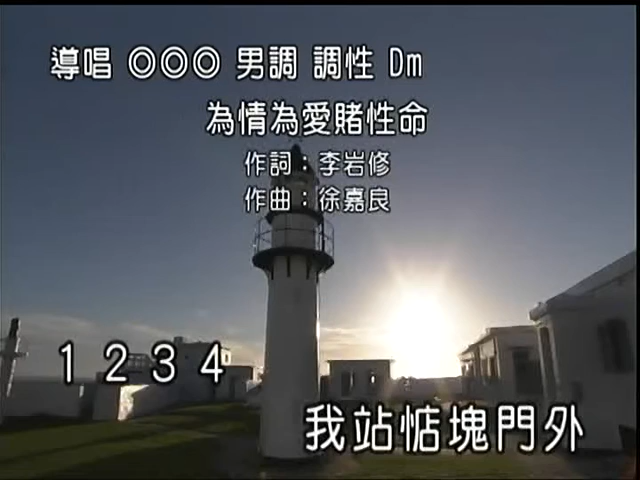 導唱 ◎◎◎ 男調 調性 Dm
為情為愛賭性命
作詞：李岩修
作曲：徐嘉良
1 2 3 4
我站惦塊門外